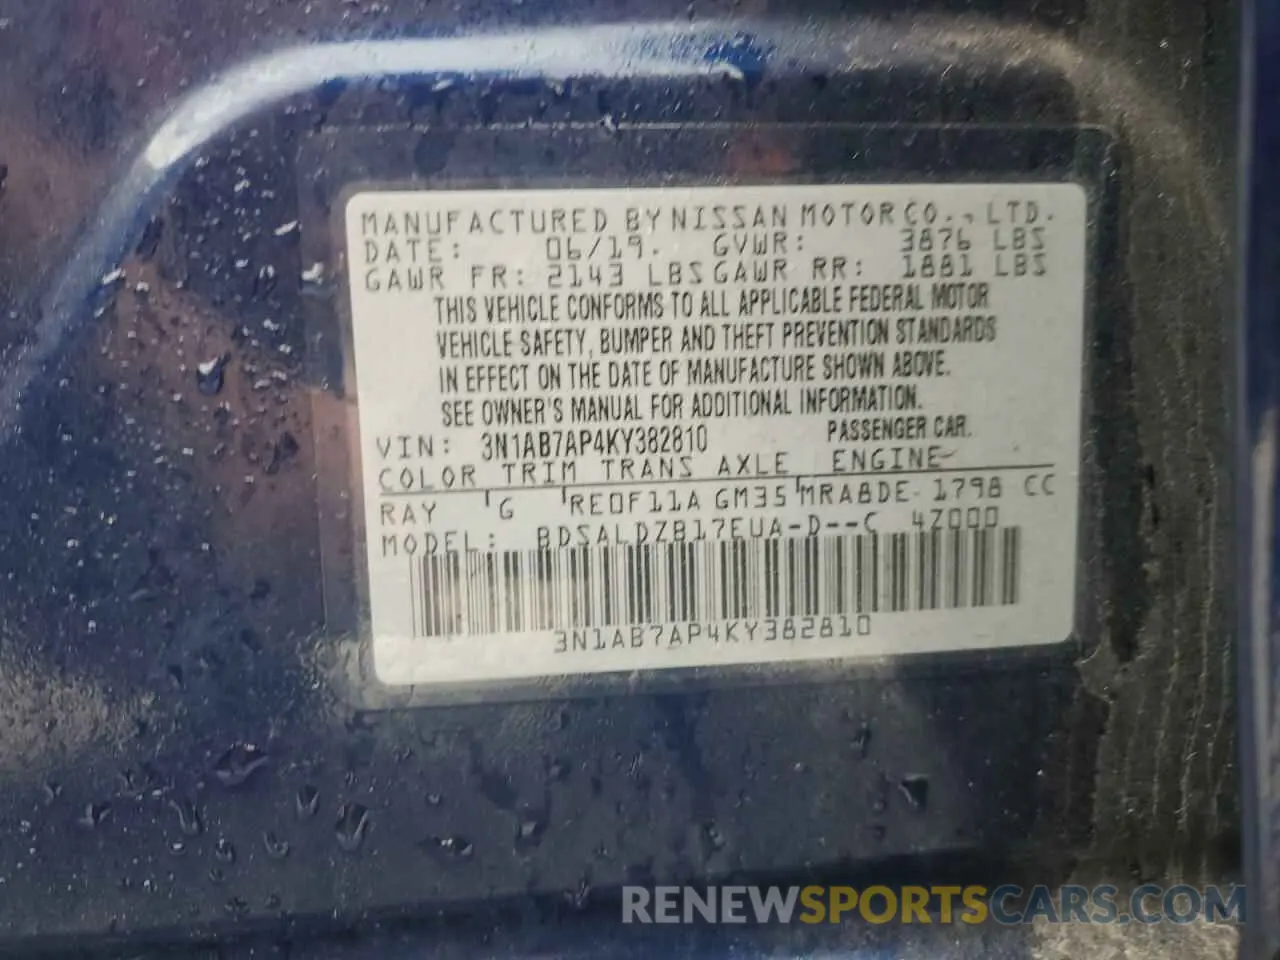 MANUFACTURED BY NISSAN MOTOR CO., LTD.
DATE: 06/19. GVWR: 3876 LBS
GAWR FR: 2143 LBS GAWR RR: 1881 LBS
THIS VEHICLE CONFORMS TO ALL APPLICABLE FEDERAL MOTOR
VEHICLE SAFETY, BUMPER AND THEFT PREVENTION STANDARDS
IN EFFECT ON THE DATE OF MANUFACTURE SHOWN ABOVE.
SEE OWNER'S MANUAL FOR ADDITIONAL INFORMATION.
VIN: 3N1AB7AP4KY382810 PASSENGER CAR.
COLOR TRIM TRANS AXLE ENGINE
RAY G RE0F11A GM35 MRA8DE 1798 CC
MODEL: BDSALDZB17EUA-D--C 4Z000
3N1AB7AP4KY382810
RENEWSPORTSCARS.COM